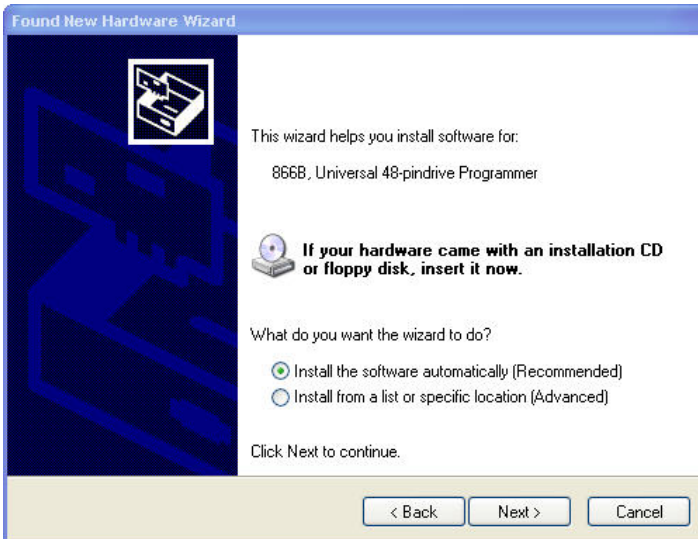 Found New Hardware Wizard
This wizard helps you install software for:
866B, Universal 48-pindrive Programmer
If your hardware came with an installation CD
or floppy disk, insert it now.
What do you want the wizard to do?
Install the software automatically (Recommended)
Install from a list or specific location (Advanced)
Click Next to continue.
< Back Next > Cancel